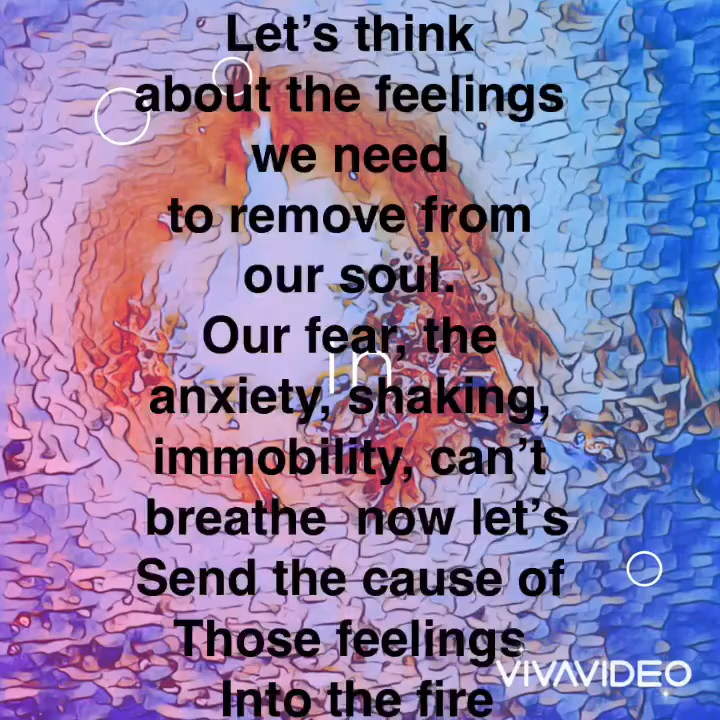 Let’s think
about the feelings
we need
to remove from
our soul.
Our fear, the
in
anxiety, shaking,
immobility, can’t
breathe  now let’s
Send the cause of
Those feelings
VIVAVIDEO
Into the fire